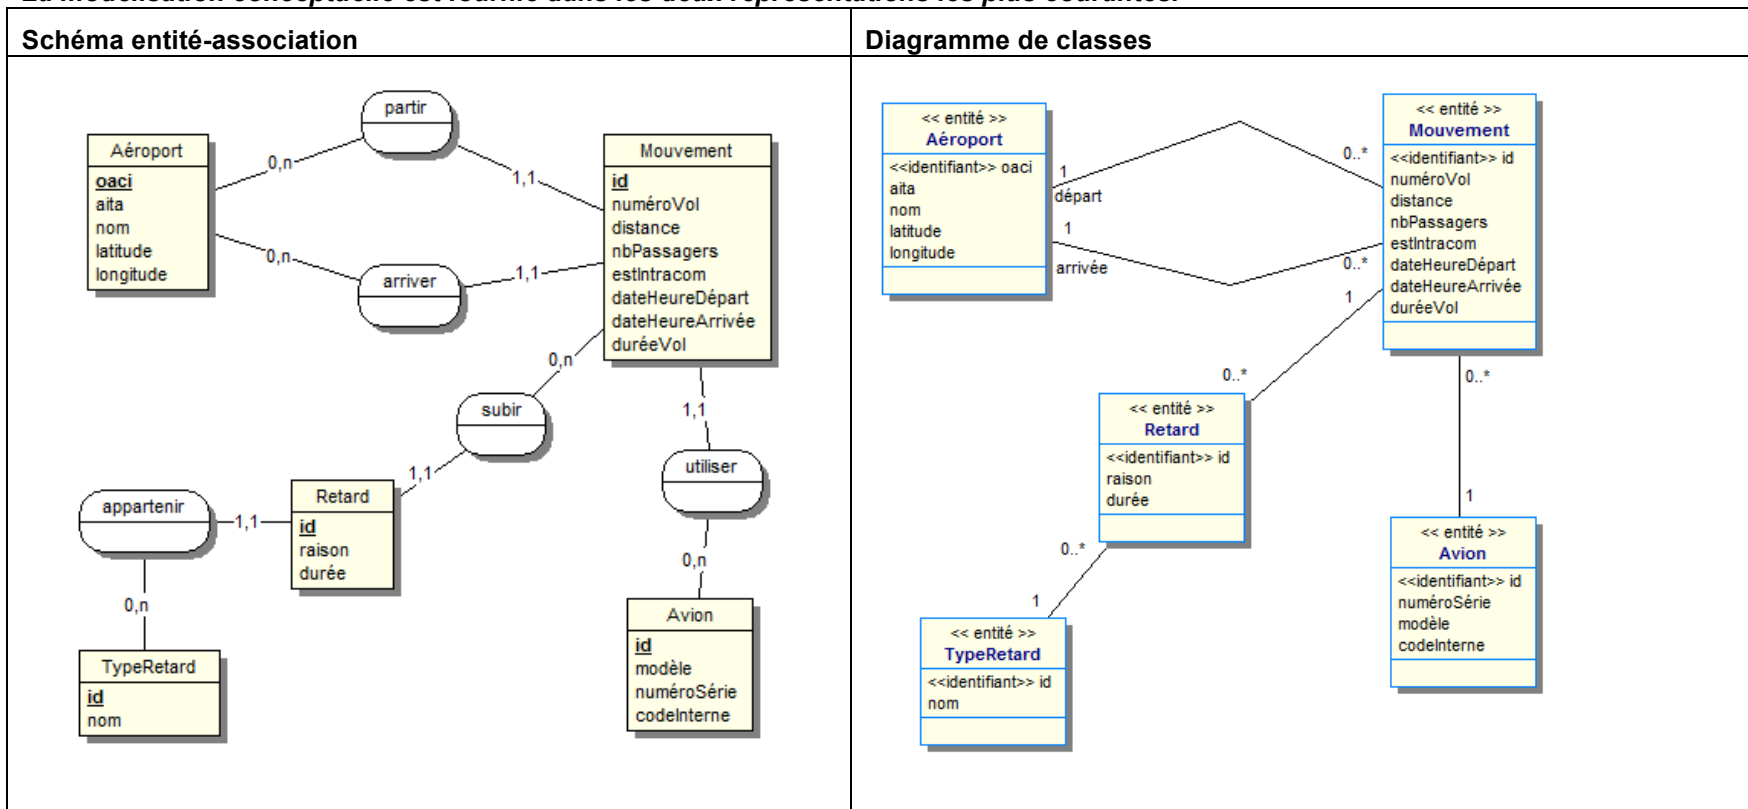 La modélisation conceptuelle est fournie dans les deux représentations les plus courantes.
Schéma entité-association
Diagramme de classes
partir
Aéroport
oaci
aita
nom
latitude
longitude
0,n
1,1
0,n
arriver
1,1
Mouvement
id
numéroVol
distance
nbPassagers
estIntracom
dateHeureDépart
dateHeureArrivée
duréeVol
0,n
subir
1,1
1,1
utiliser
0,n
appartenir
1,1
Retard
id
raison
durée
0,n
TypeRetard
id
nom
Avion
id
modèle
numéroSérie
codeInterne
<< entité >>
Aéroport
<<identifiant>> oaci
aita
nom
latitude
longitude
1
départ
1
arrivée
0..*
0..*
1
<< entité >>
Mouvement
<<identifiant>> id
numéroVol
distance
nbPassagers
estIntracom
dateHeureDépart
dateHeureArrivée
duréeVol
0..*
0..*
<< entité >>
Retard
<<identifiant>> id
raison
durée
0..*
1
1
<< entité >>
TypeRetard
<<identifiant>> id
nom
<< entité >>
Avion
<<identifiant>> id
numéroSérie
modèle
codeInterne